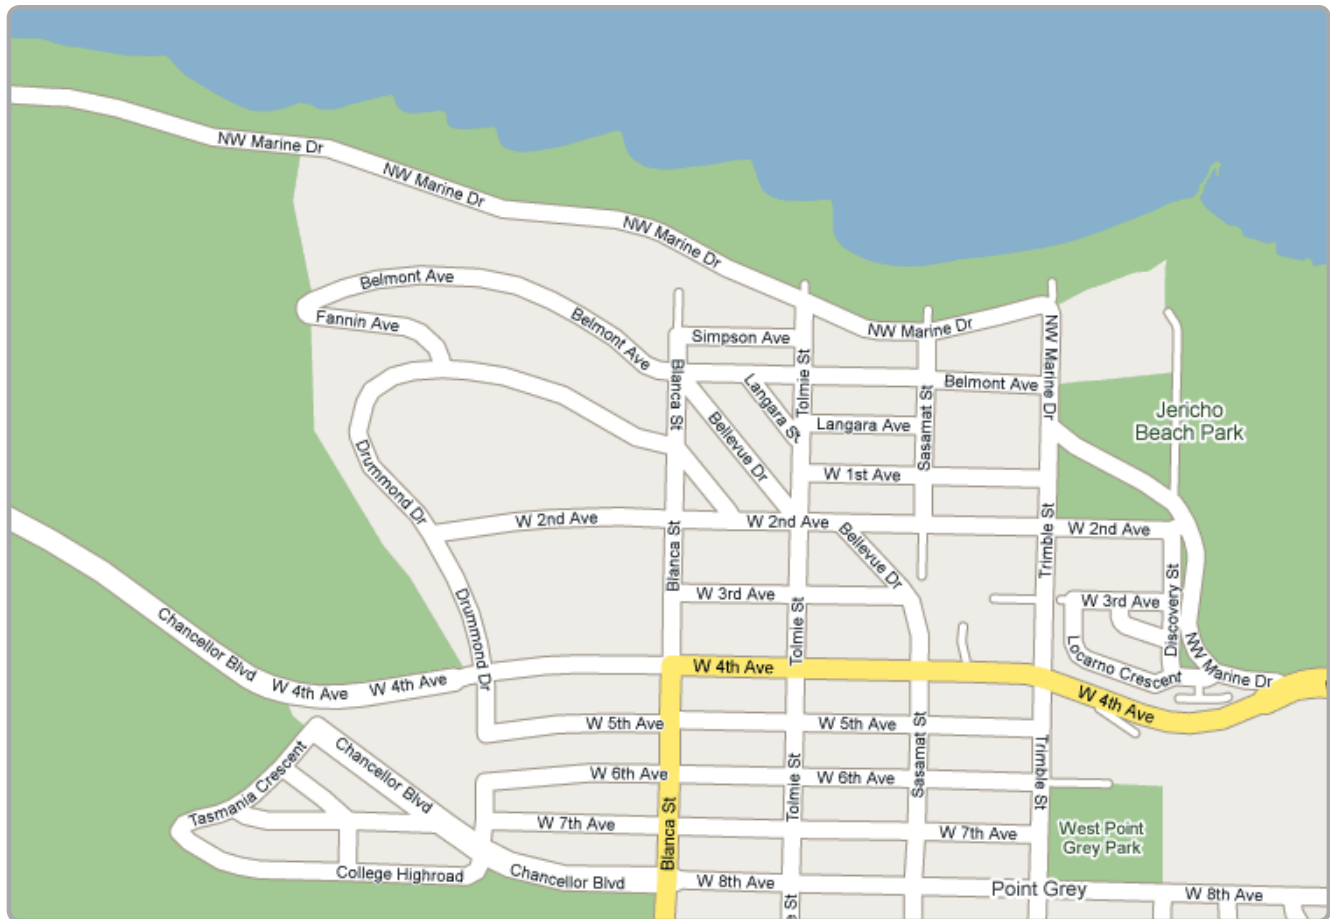 NW Marine Dr
NW Marine Dr
NW Marine Dr
Belmont Ave
Fannin Ave
Belmont Ave
Simpson Ave
NW Marine Dr
NW Marine Dr
Blanca St
Tolmie St
Langara St
Belmont Ave
Sasamat St
Jericho
Beach Park
Langara Ave
Bellevue Dr
Drummond Dr
W 1st Ave
W 2nd Ave
W 2nd Ave
Bellevue Dr
Trimble St
W 2nd Ave
Blanca St
W 3rd Ave
Drummond Dr
Tolmie St
W 3rd Ave
Discovery St
Chancellor Blvd
Locarno Crescent
NW Marine Dr
W 4th Ave
W 4th Ave
W 4th Ave
W 4th Ave
W 5th Ave
W 5th Ave
Sasamat St
Trimble St
Tasmania Crescent
Chancellor Blvd
W 6th Ave
Tolmie St
W 6th Ave
Blanca St
W 7th Ave
W 7th Ave
West Point
Grey Park
College Highroad
Chancellor Blvd
W 8th Ave
Point Grey
W 8th Ave
e St